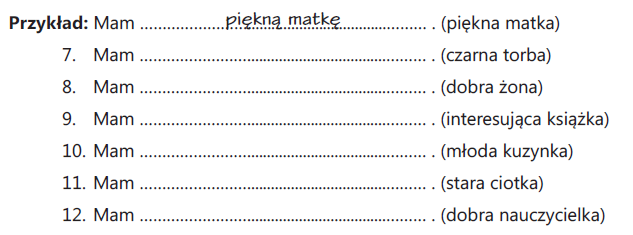 Przykład: Mam ..........................piękną matkę.......................... . (piękna matka)
7. Mam ................................................................ . (czarna torba)
8. Mam ................................................................ . (dobra żona)
9. Mam ................................................................ . (interesująca książka)
10. Mam ................................................................ . (młoda kuzynka)
11. Mam ................................................................ . (stara ciotka)
12. Mam ................................................................ . (dobra nauczycielka)